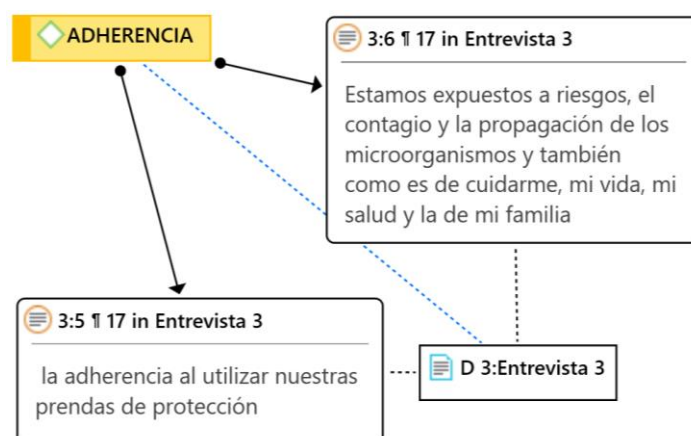 ADHERENCIA
3:6 ¶ 17 in Entrevista 3
Estamos expuestos a riesgos, el
contagio y la propagación de los
microorganismos y también
como es de cuidarme, mi vida, mi
salud y la de mi familia
3:5 ¶ 17 in Entrevista 3
la adherencia al utilizar nuestras
prendas de protección
D 3:Entrevista 3